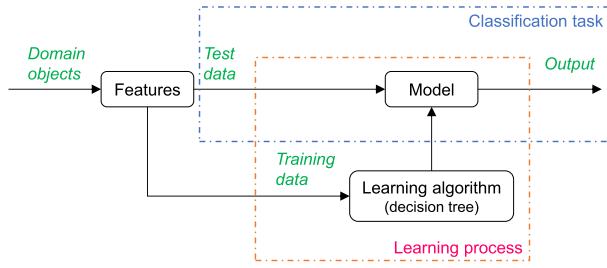 Classification task
Domain
objects
Test
data
Output
Features
Model
Training
data
Learning algorithm
(decision tree)
Learning process